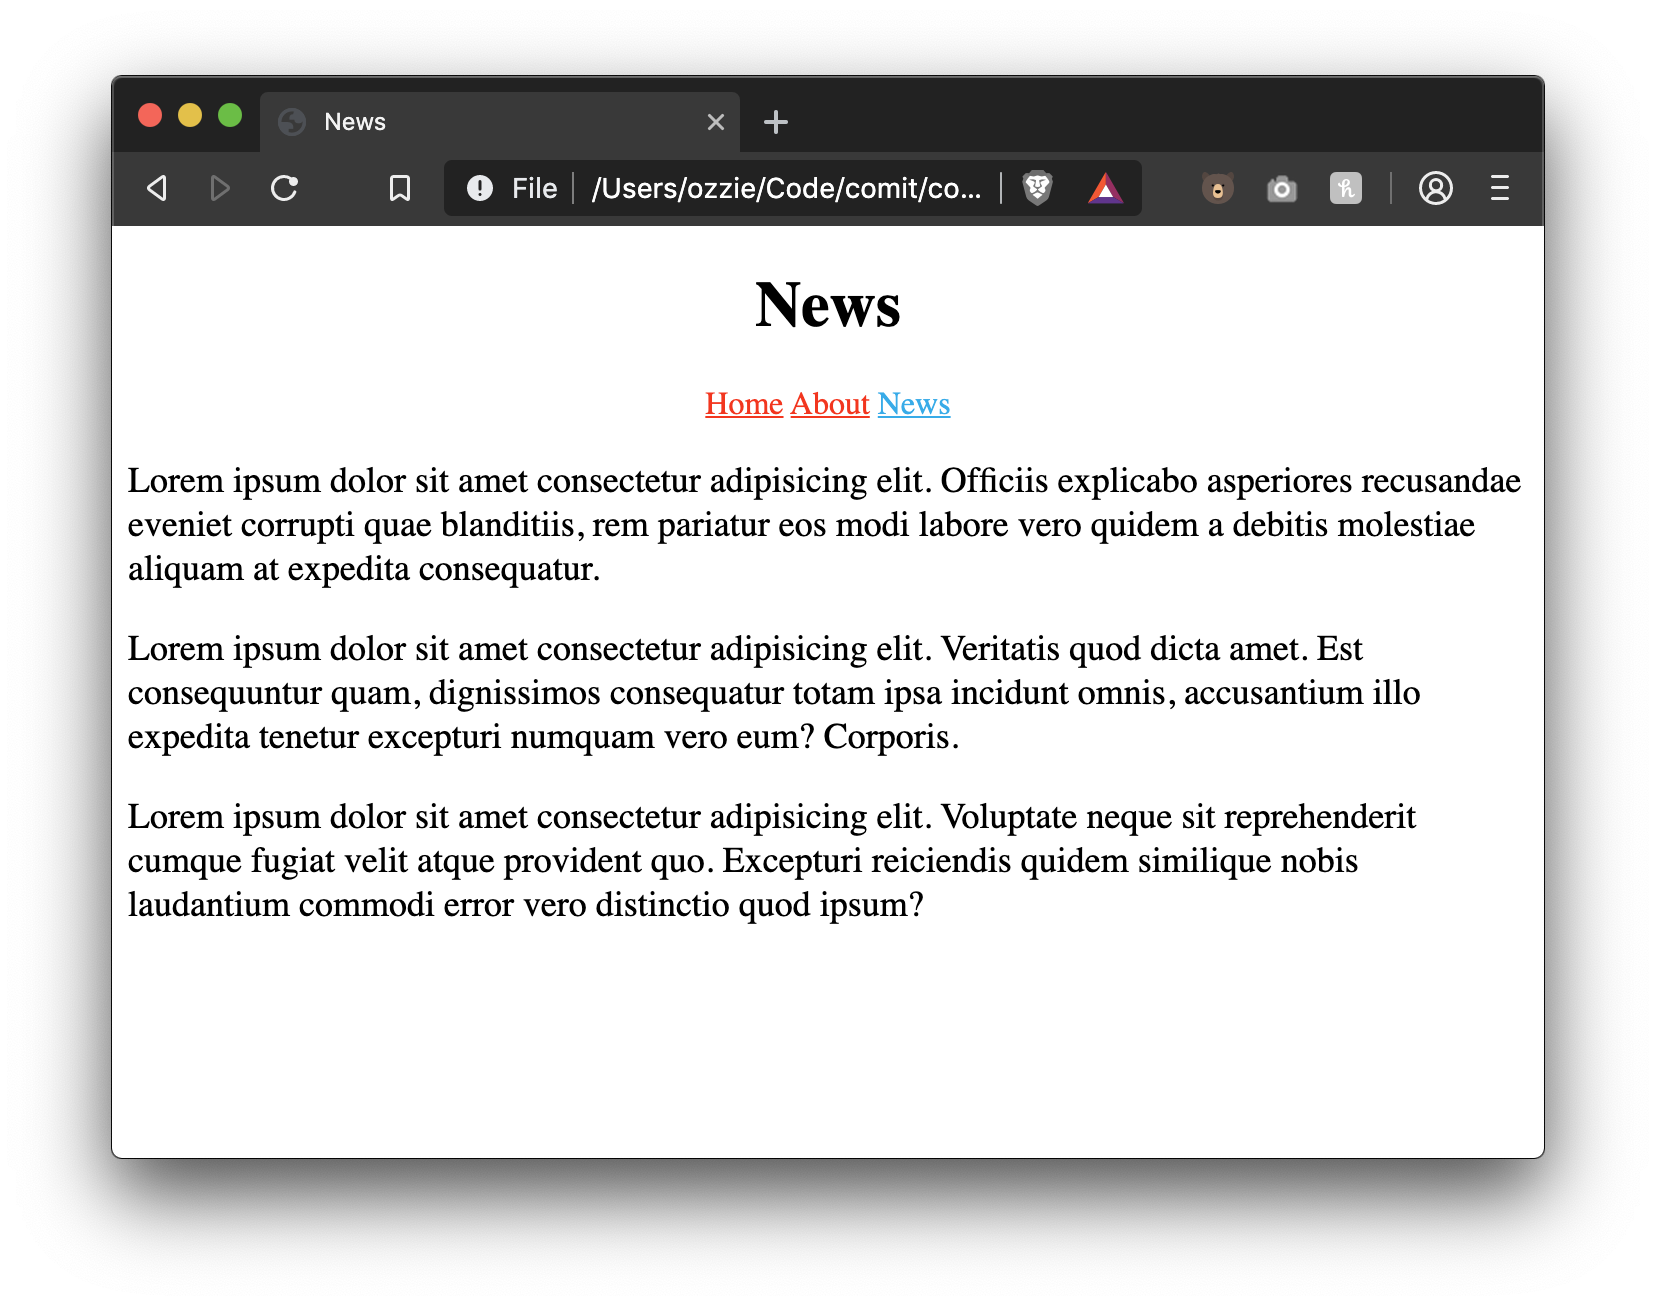 News
File /Users/ozzie/Code/comit/co...
News
Home About News
Lorem ipsum dolor sit amet consectetur adipisicing elit. Officiis explicabo asperiores recusandae
eveniet corrupti quae blanditiis, rem pariatur eos modi labore vero quidem a debitis molestiae
aliquam at expedita consequatur.
Lorem ipsum dolor sit amet consectetur adipisicing elit. Veritatis quod dicta amet. Est
consequuntur quam, dignissimos consequatur totam ipsa incidunt omnis, accusantium illo
expedita tenetur excepturi numquam vero eum? Corporis.
Lorem ipsum dolor sit amet consectetur adipisicing elit. Voluptate neque sit reprehenderit
cumque fugiat velit atque provident quo. Excepturi reiciendis quidem similique nobis
laudantium commodi error vero distinctio quod ipsum?